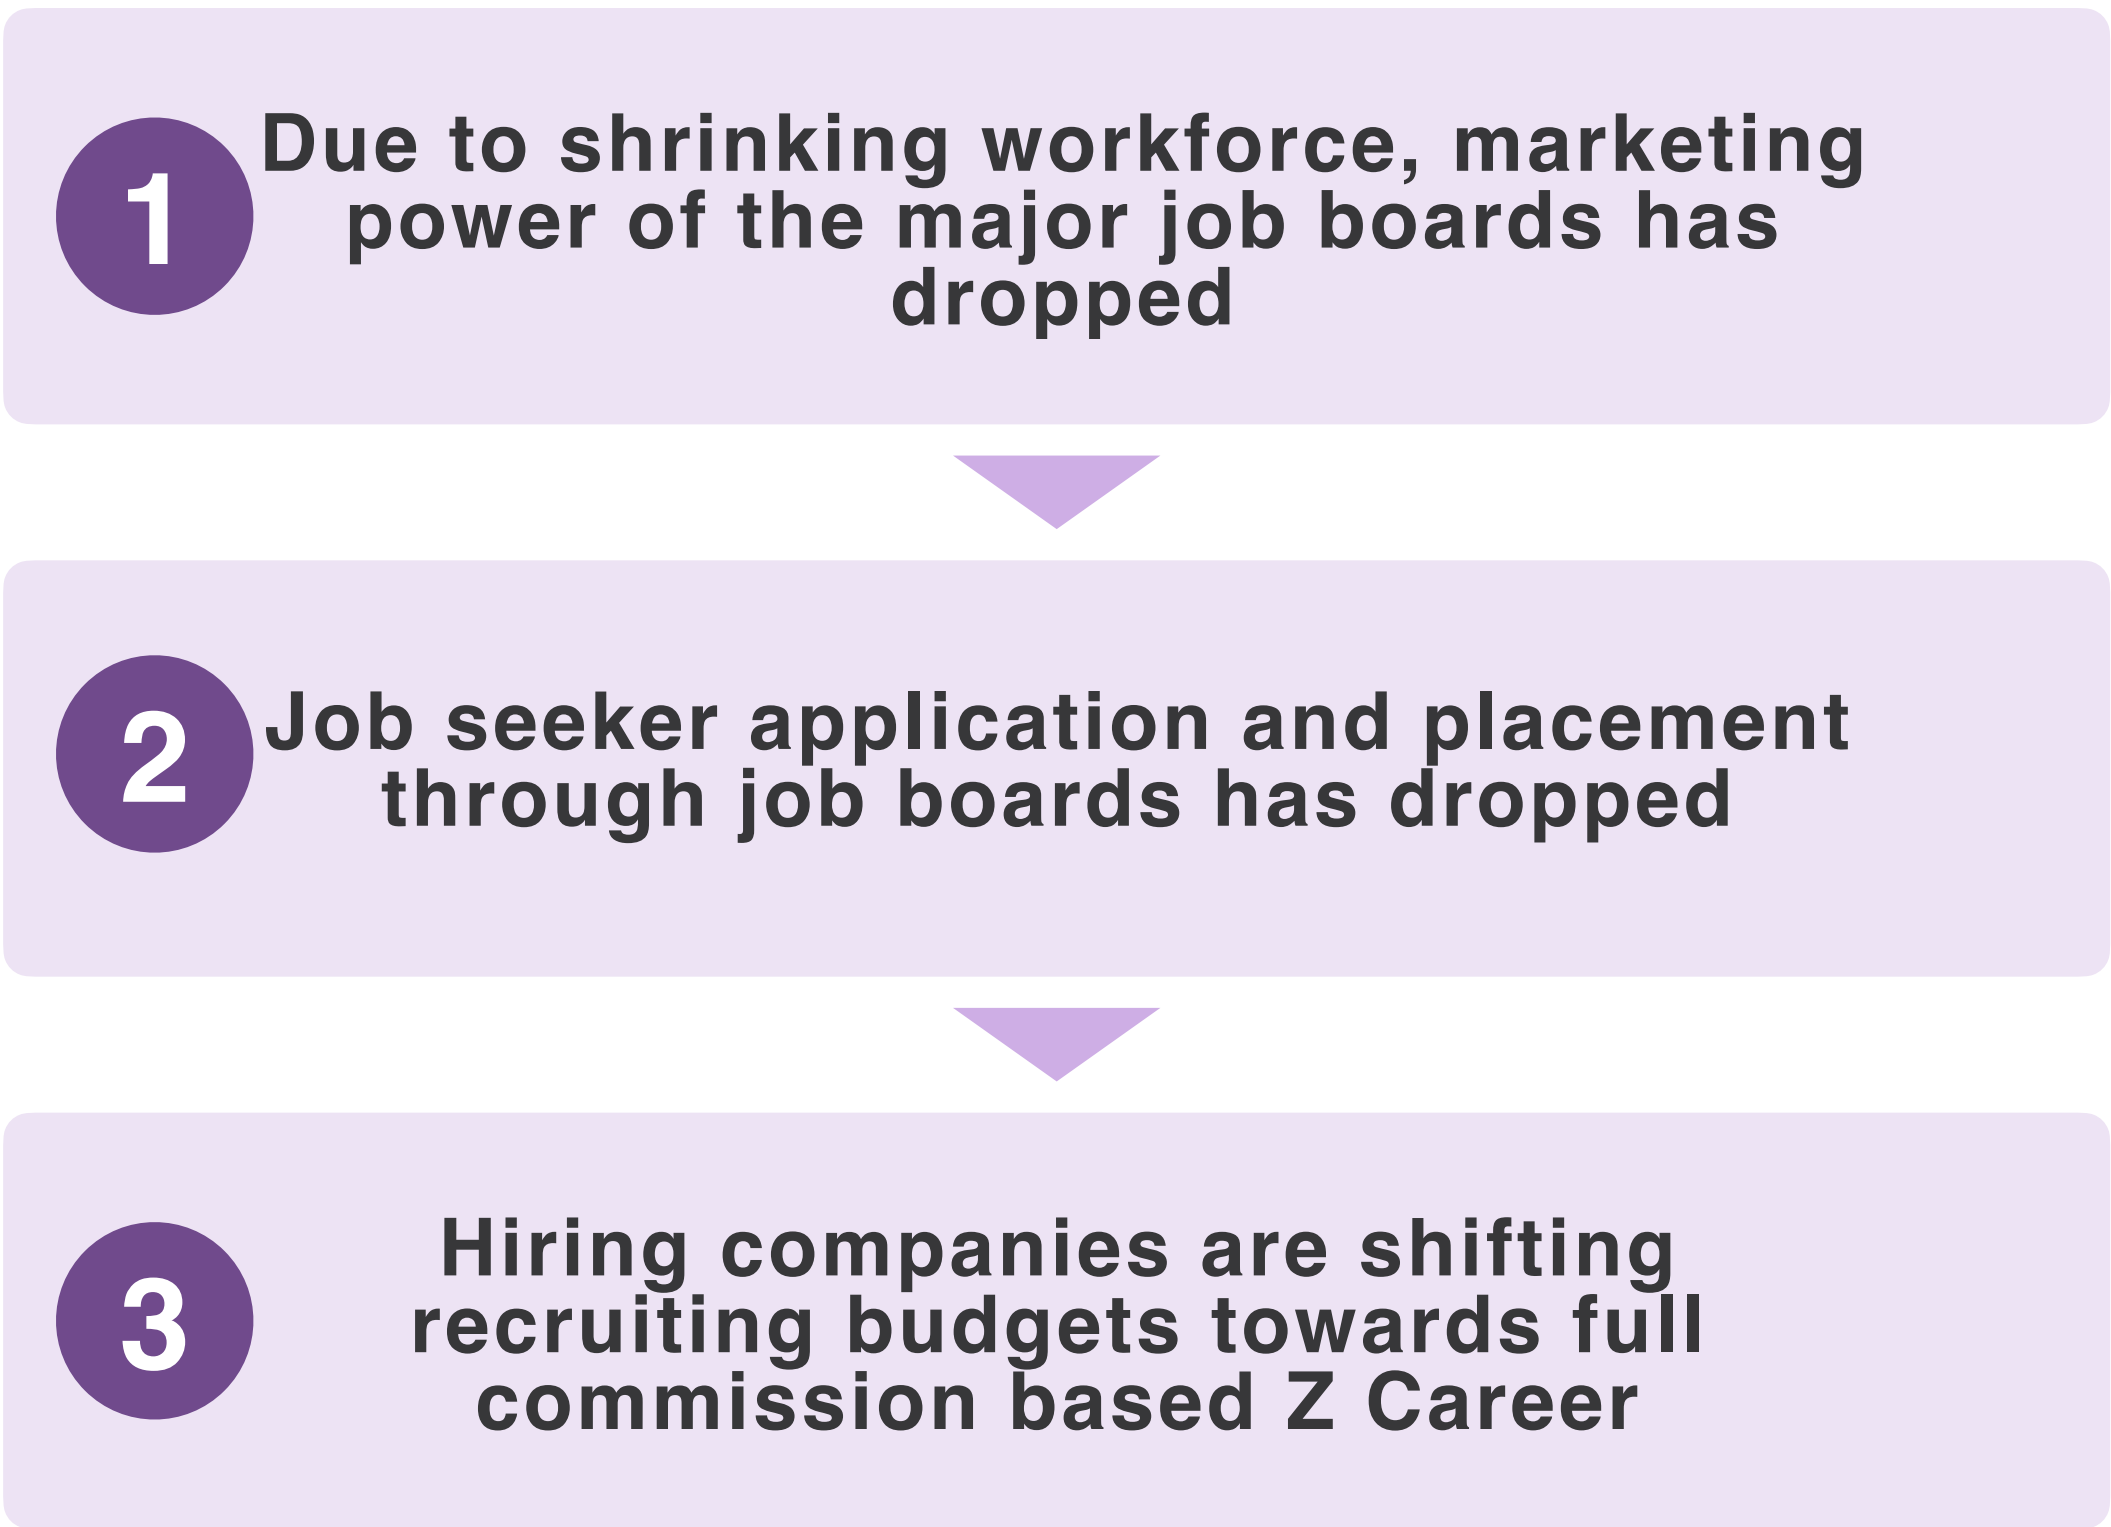 1
Due to shrinking workforce, marketing
power of the major job boards has
dropped
2
Job seeker application and placement
through job boards has dropped
3
Hiring companies are shifting
recruiting budgets towards full
commission based Z Career